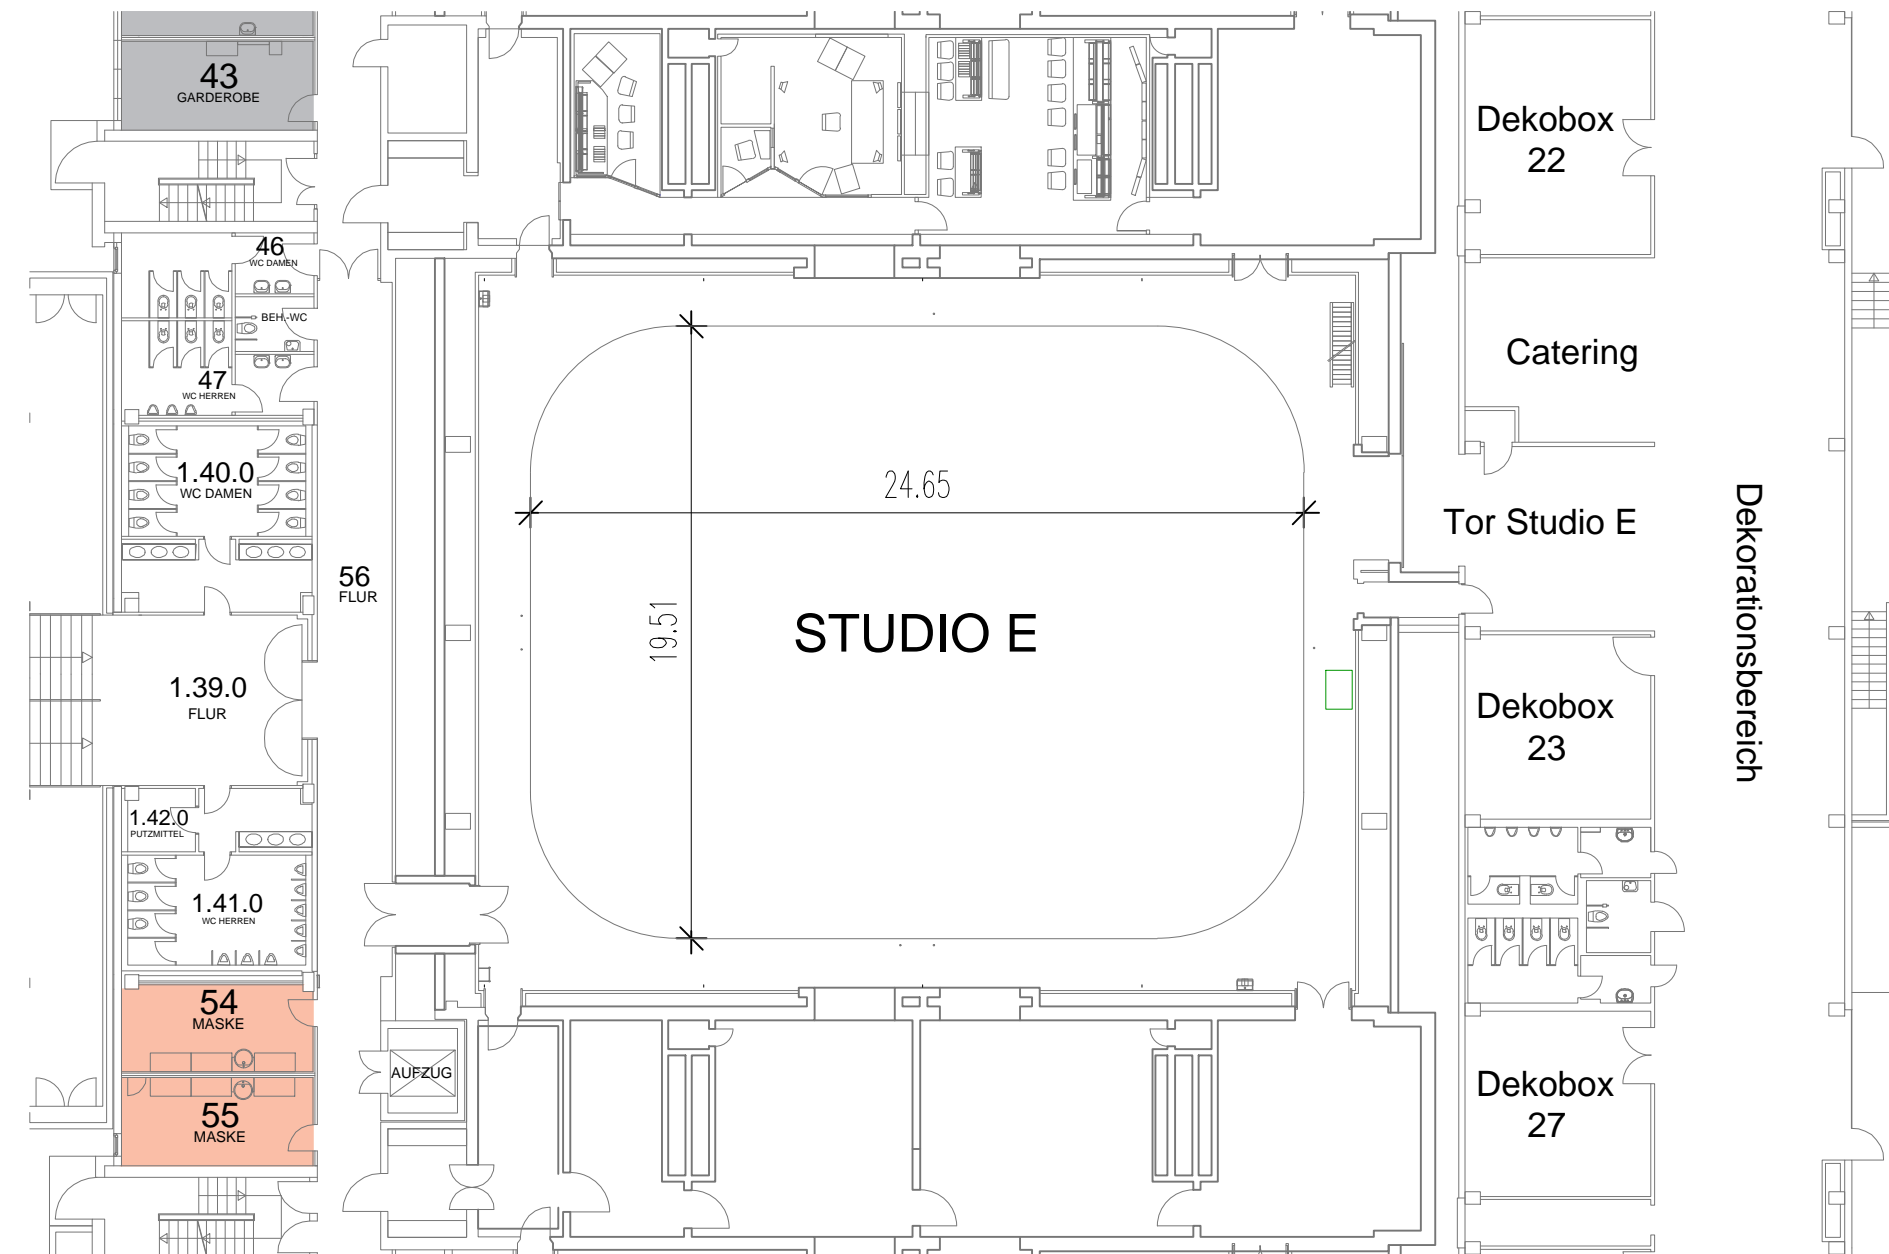 43
GARDEROBE
46
WC DAMEN
BEH.-WC
47
WC HERREN
1.40.0
WC DAMEN
56
FLUR
1.39.0
FLUR
1.42.0
PUTZMITTEL
1.41.0
WC HERREN
54
MASKE
55
MASKE
AUFZUG
24.65
19.51
STUDIO E
Dekobox
22
Catering
Tor Studio E
Dekobox
23
Dekobox
27
Dekorationsbereich